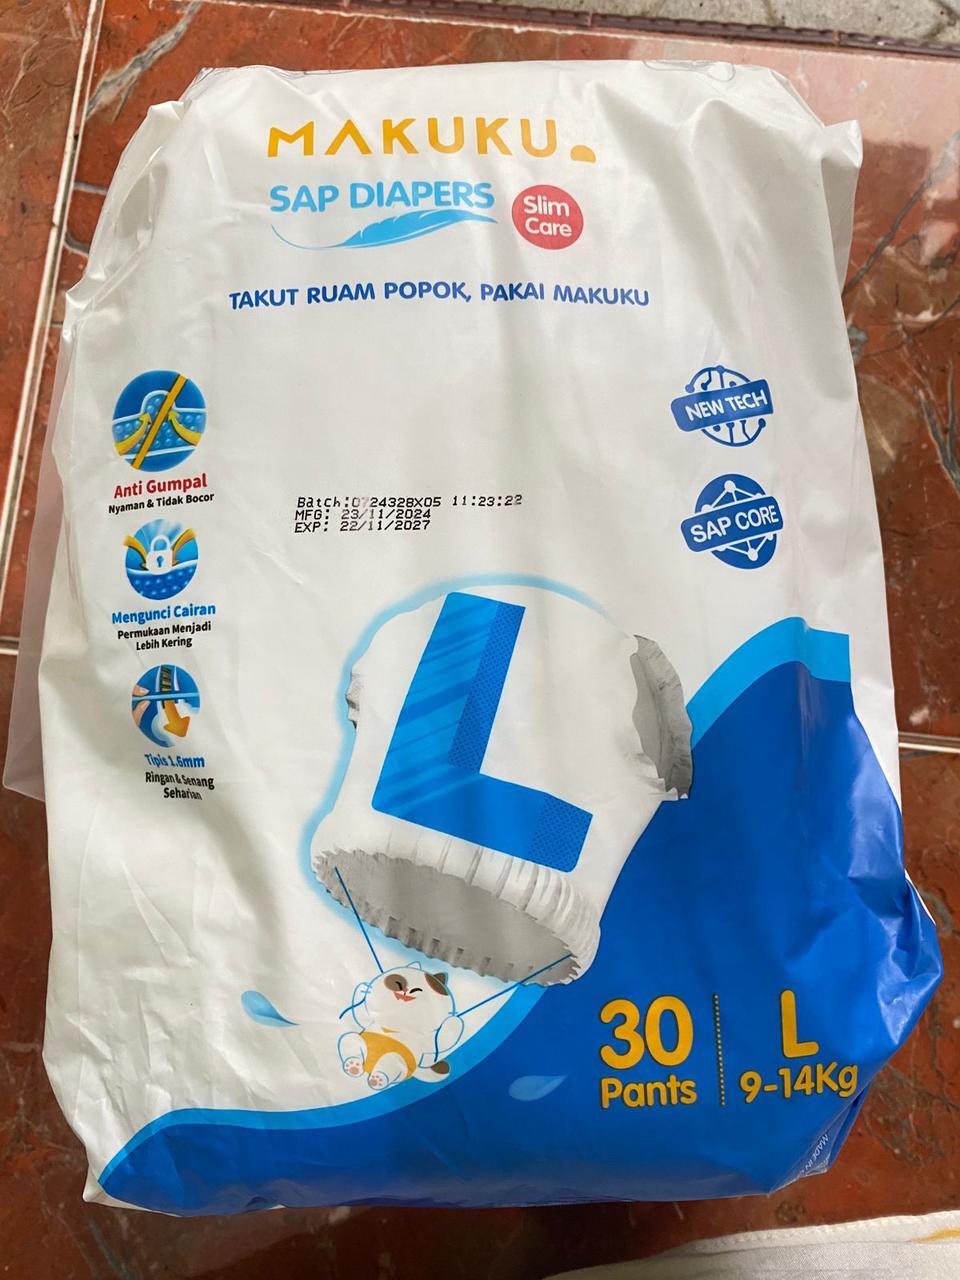 MAKUKU
SAP DIAPERS
Slim
Care
TAKUT RUAM POPOK, PAKAI MAKUKU
Anti Gumpal
Nyaman & Tidak Bocor
Mengunci Cairan
Permukaan Menjadi
Lebih Kering
Tipis 1.6mm
Ringan & Senang
Seharian
NEW TECH
SAP CORE
Batch:0724328X05 11:23:22
MFG: 23/11/2024
EXP: 22/11/2027
L
30
Pants
L
9-14Kg
MADE IN